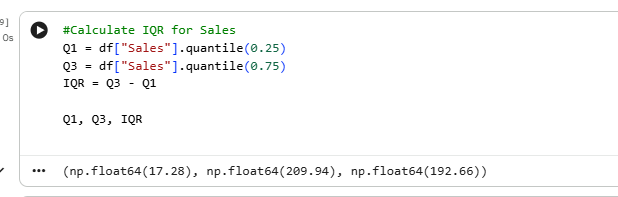 9]
0s
#Calculate IQR for Sales
Q1 = df["Sales"].quantile(0.25)
Q3 = df["Sales"].quantile(0.75)
IQR = Q3 - Q1
Q1, Q3, IQR
(np.float64(17.28), np.float64(209.94), np.float64(192.66))